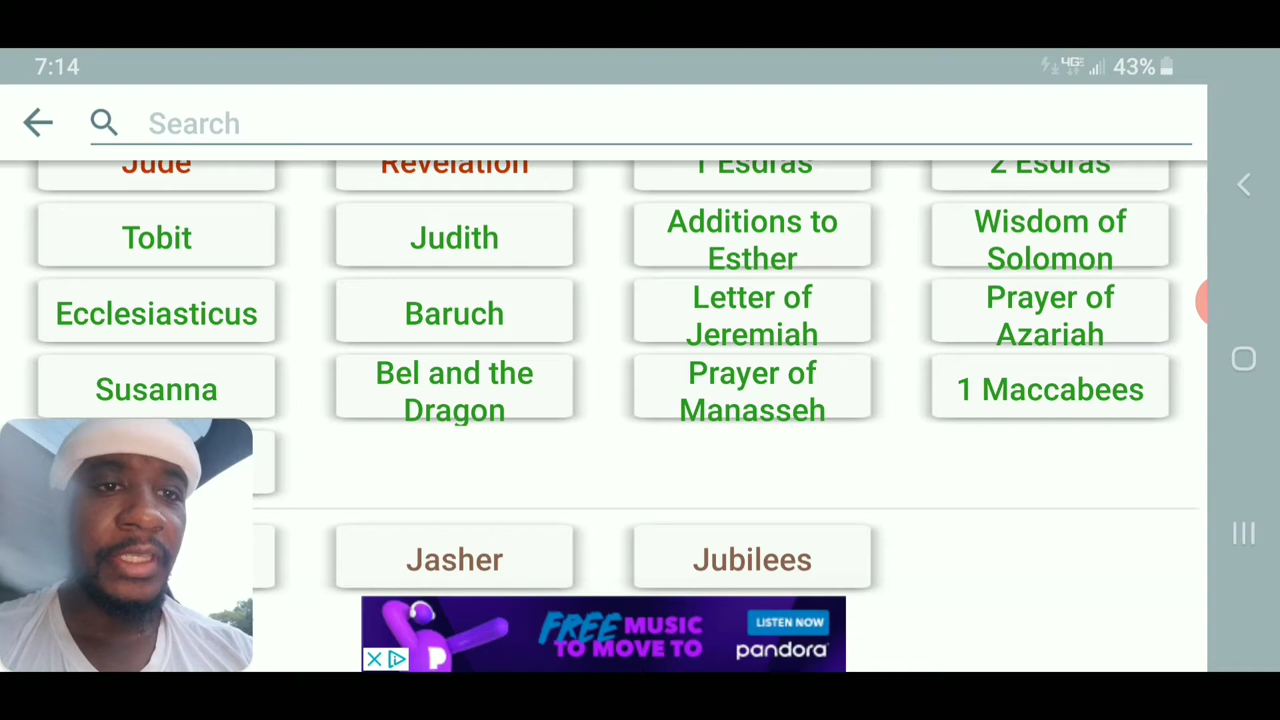 7:14
4GE 43%
Search
Jude
Revelation
1 Esdras
2 Esdras
Tobit
Judith
Additions to
Esther
Wisdom of
Solomon
Ecclesiasticus
Baruch
Letter of
Jeremiah
Prayer of
Azariah
Susanna
Bel and the
Dragon
Prayer of
Manasseh
1 Maccabees
Jasher
Jubilees
FREE MUSIC
TO MOVE TO
LISTEN NOW
pandora
P